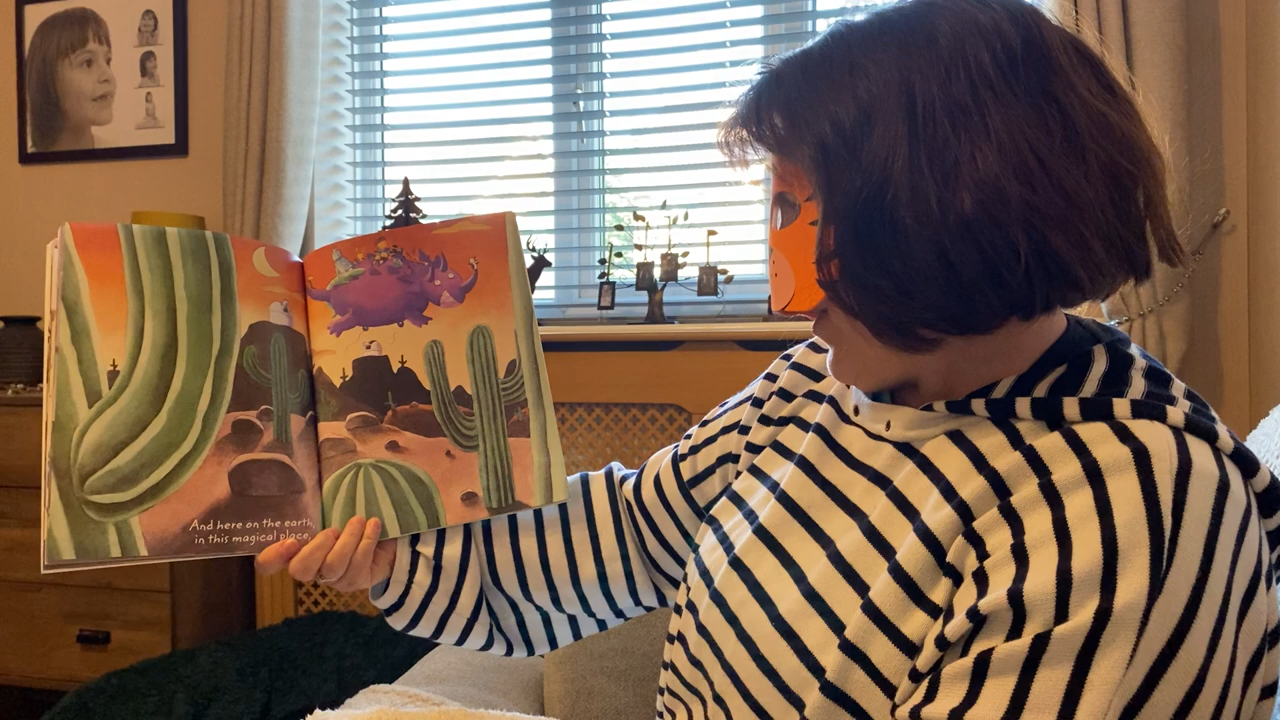 And here on the earth,
in this magical place,